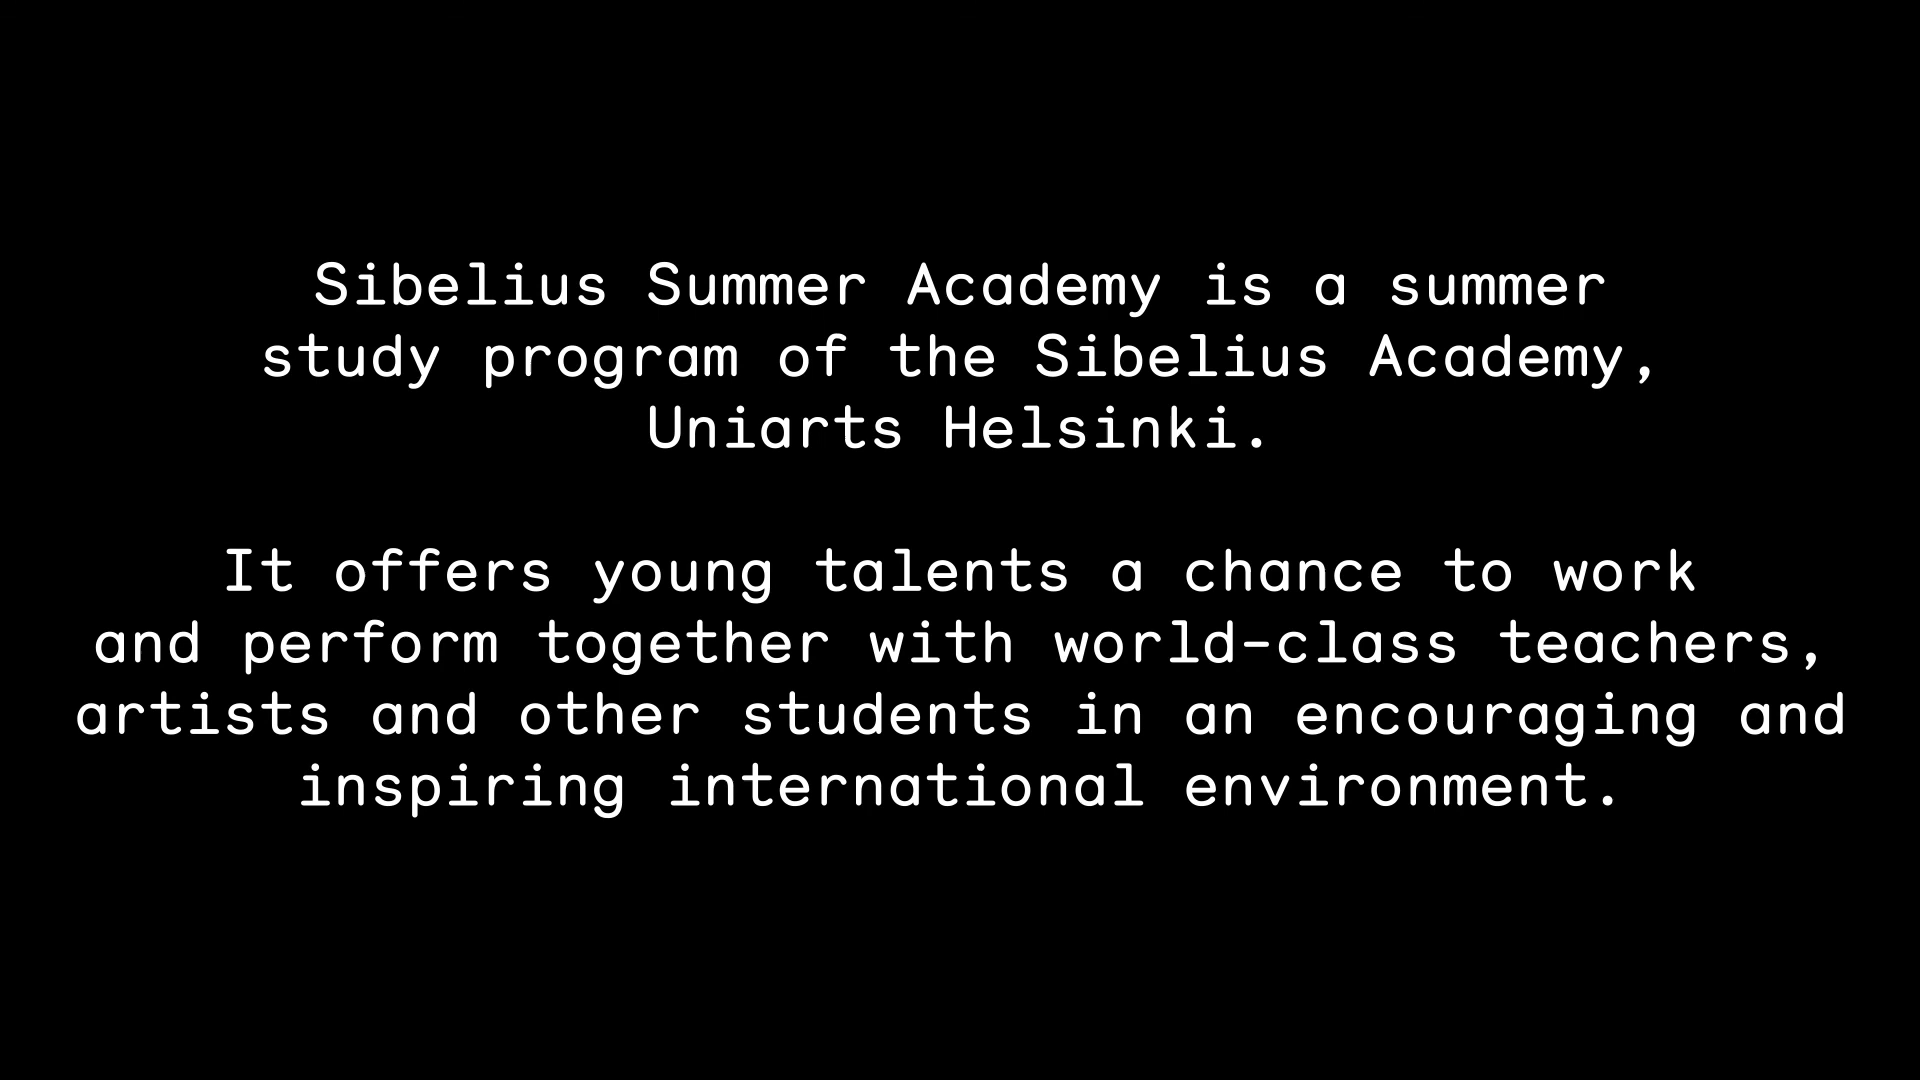 Sibelius Summer Academy is a summer
study program of the Sibelius Academy,
Uniarts Helsinki.
It offers young talents a chance to work
and perform together with world-class teachers,
artists and other students in an encouraging and
inspiring international environment.